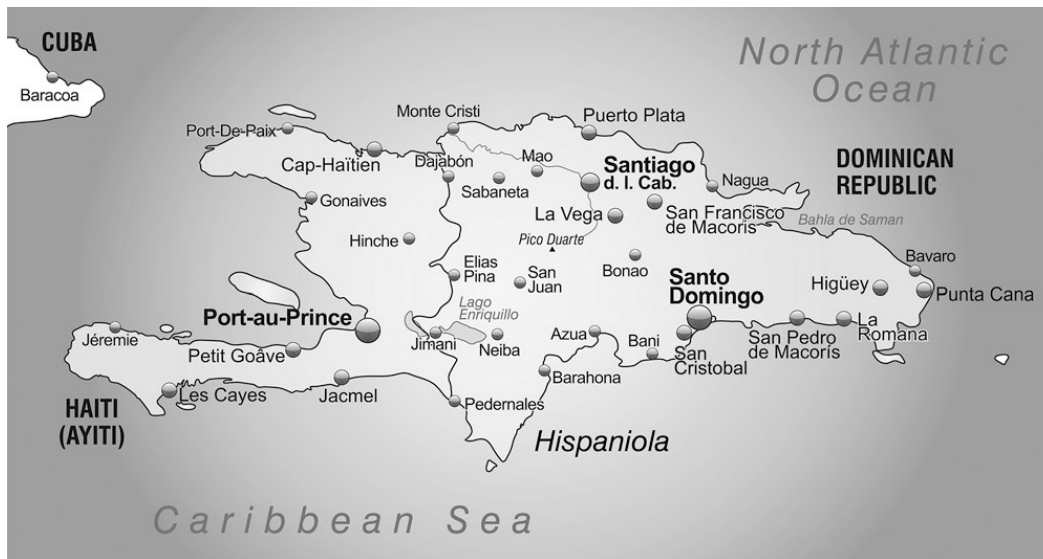 CUBA
Baracoa
North Atlantic
Ocean
Port-De-Paix
Monte Cristi
Puerto Plata
Cap-Haïtien
Dajabón
Mao
Santiago
d. l. Cab.
DOMINICAN
REPUBLIC
Sabaneta
Nagua
Gonaives
La Vega
San Francisco
de Macoris
Bahla de Saman
Hinche
Pico Duarte
Elias
Pina
San
Juan
Bonao
Bavaro
Santo
Domingo
Higüey
Punta Cana
Lago
Enriquillo
Port-au-Prince
Jéremie
Petit Goâve
Jimani
Neiba
Azua
Bani
San
Cristobal
San Pedro
de Macorís
La
Romana
Barahona
Les Cayes
Jacmel
Pedernales
HAITI
(AYITI)
Hispaniola
Caribbean Sea